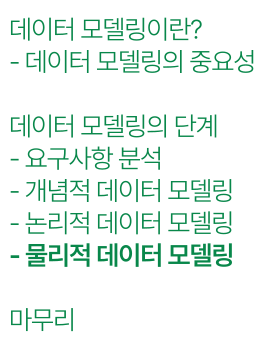 데이터 모델링이란?
- 데이터 모델링의 중요성
데이터 모델링의 단계
- 요구사항 분석
- 개념적 데이터 모델링
- 논리적 데이터 모델링
- 물리적 데이터 모델링
마무리